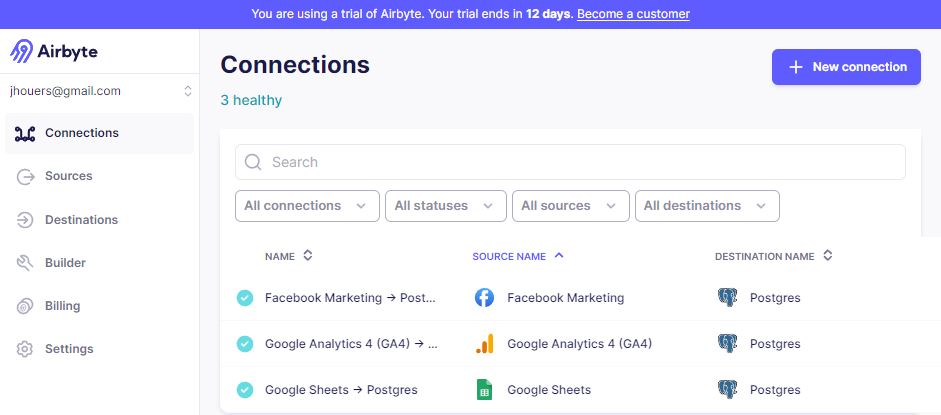 You are using a trial of Airbyte. Your trial ends in 12 days. Become a customer
Airbyte
jhouers@gmail.com
Connections
Sources
Destinations
Builder
Billing
Settings
Connections
New connection
3 healthy
Search
All connections All statuses All sources All destinations
NAME SOURCE NAME DESTINATION NAME
Facebook Marketing → Post... Facebook Marketing Postgres
Google Analytics 4 (GA4) → ... Google Analytics 4 (GA4) Postgres
Google Sheets → Postgres Google Sheets Postgres